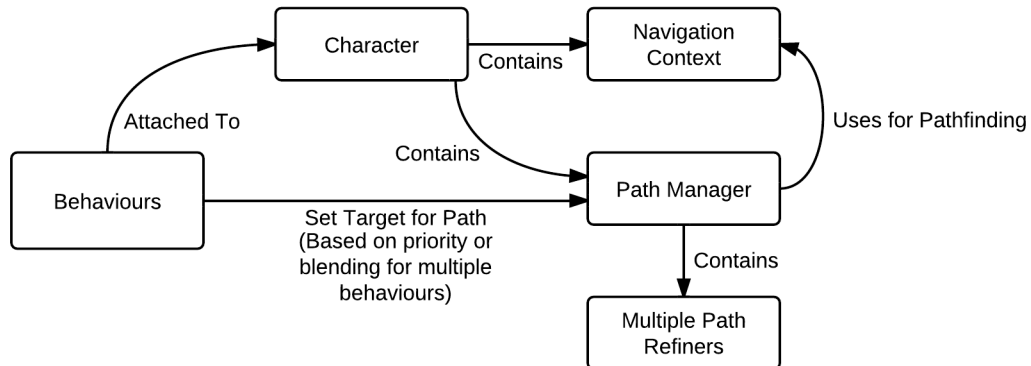 Character
Contains
Navigation
Context
Attached To
Contains
Uses for Pathfinding
Behaviours
Set Target for Path
(Based on priority or
blending for multiple
behaviours)
Path Manager
Contains
Multiple Path
Refiners